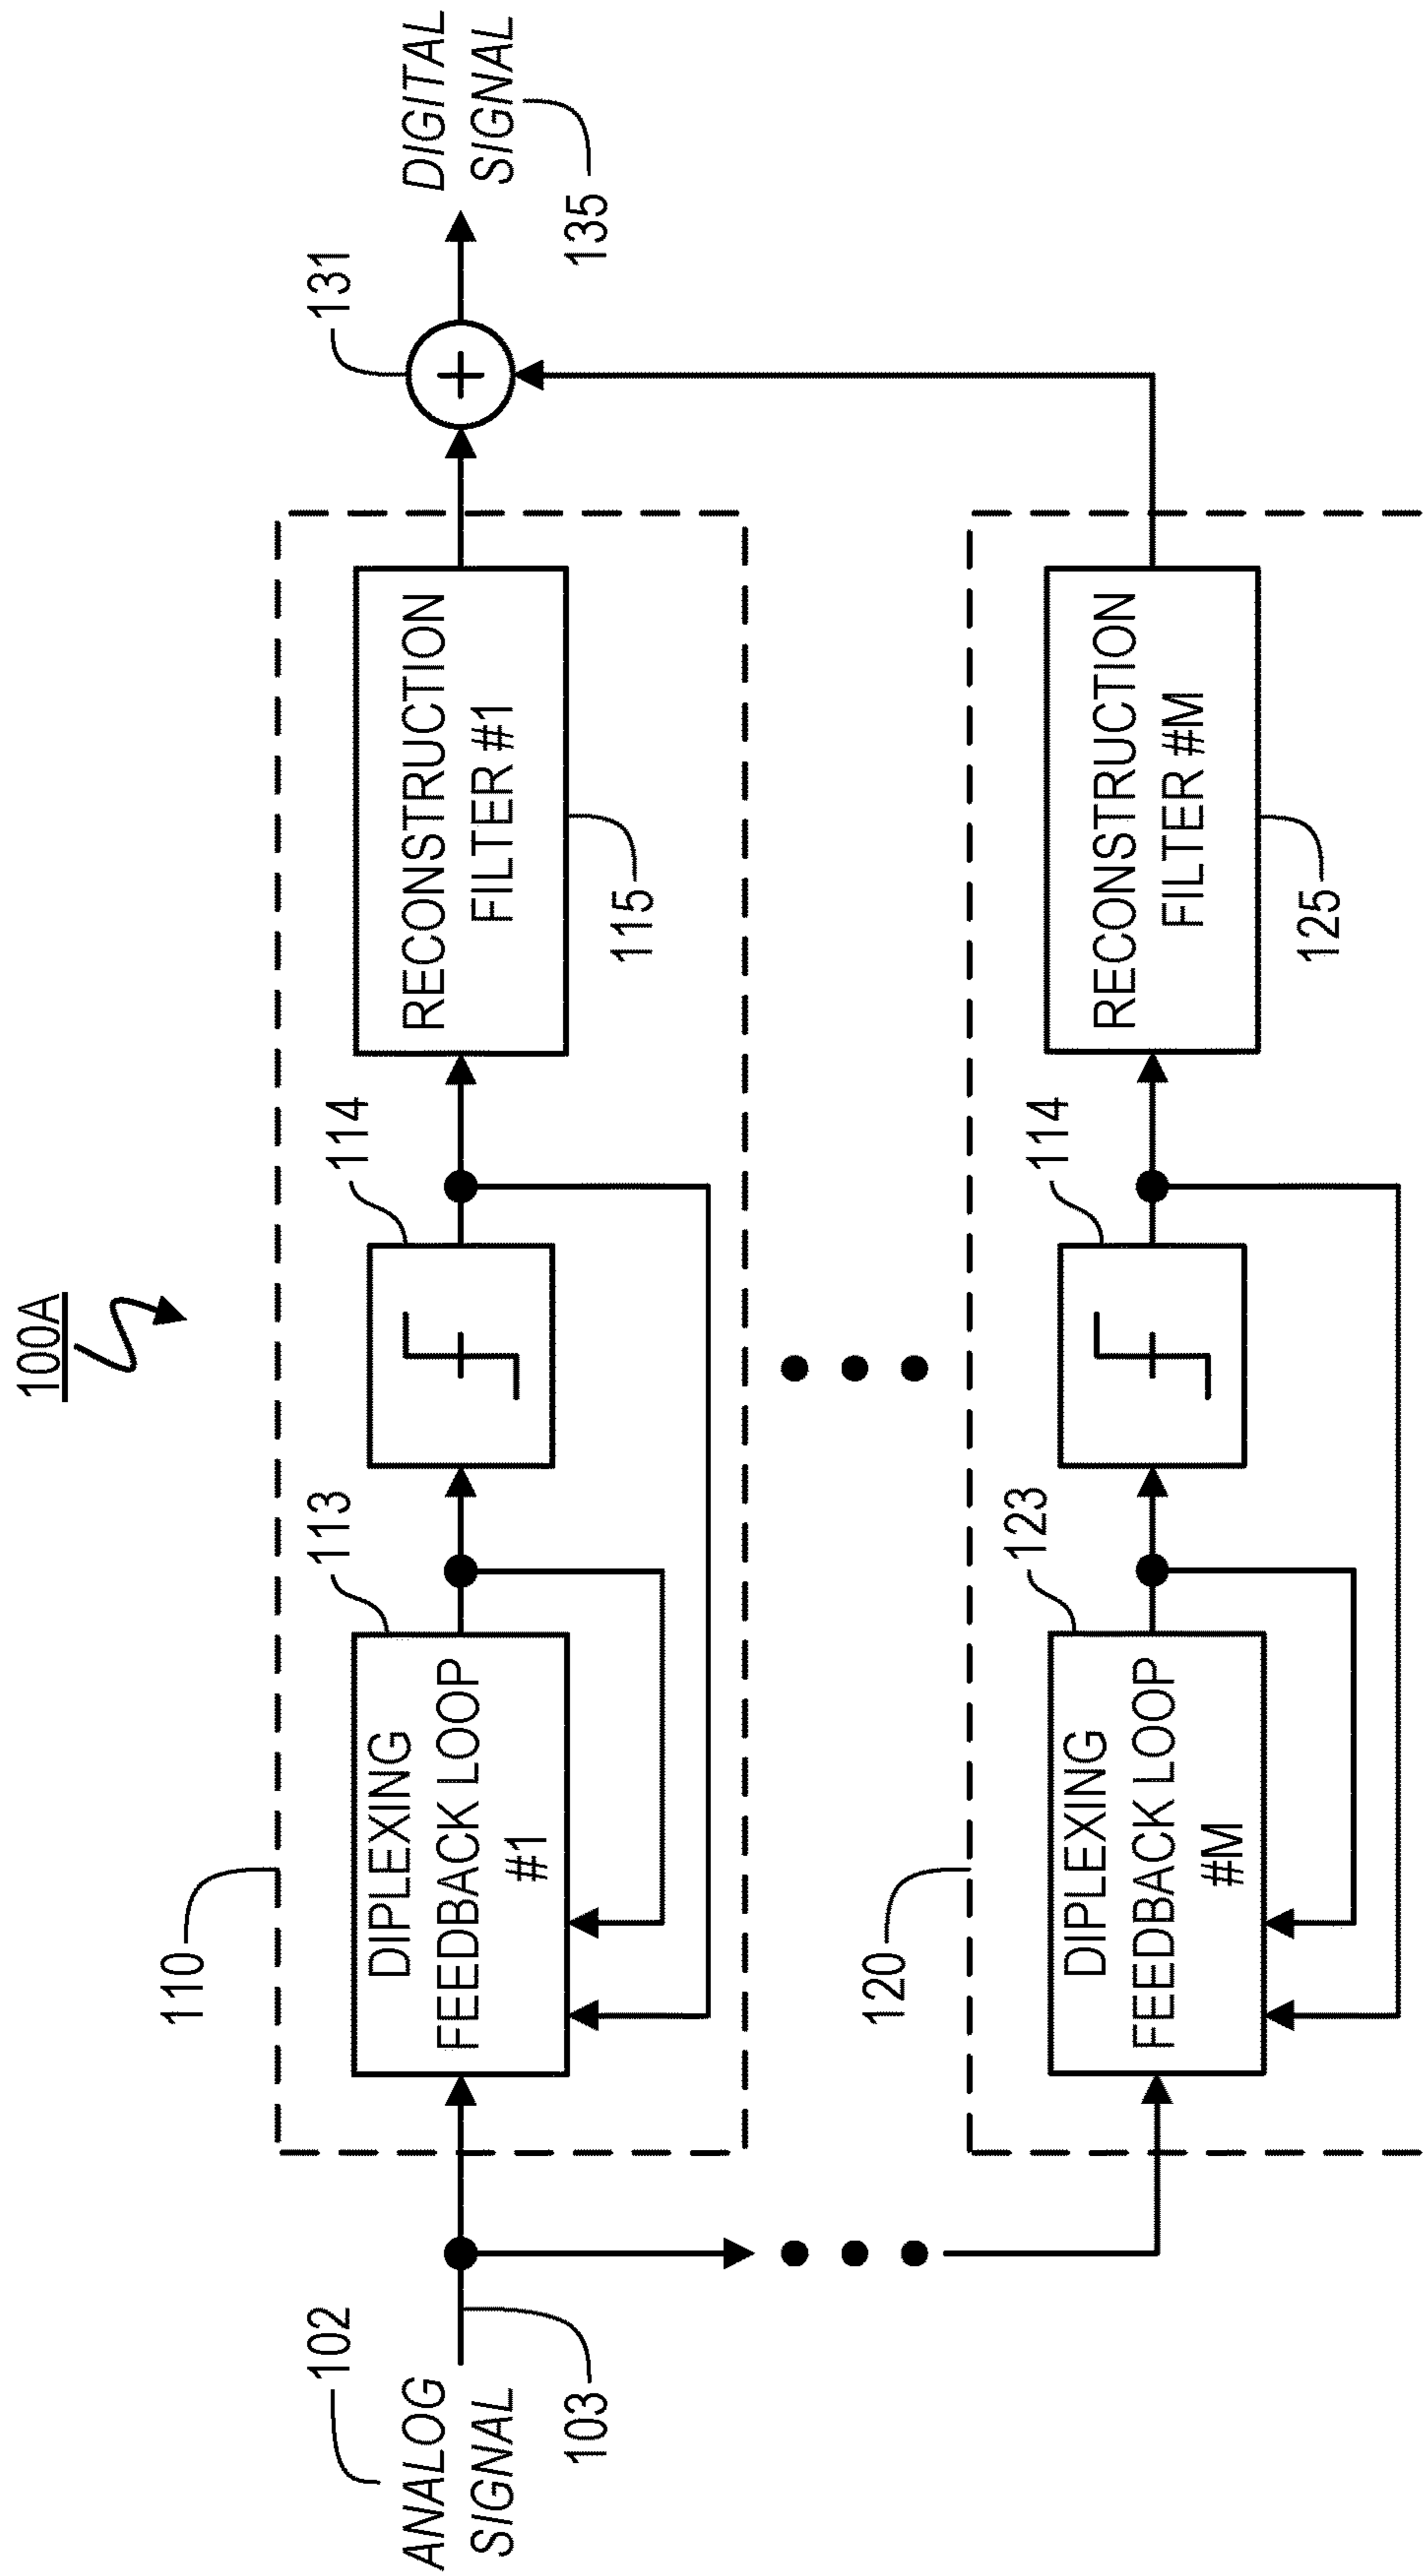 100A
ANALOG
SIGNAL
102
103
110
DIPLEXING
FEEDBACK LOOP
#1
113
114
RECONSTRUCTION
FILTER #1
115
+
131
DIGITAL
SIGNAL
135
120
DIPLEXING
FEEDBACK LOOP
#M
123
114
RECONSTRUCTION
FILTER #M
125